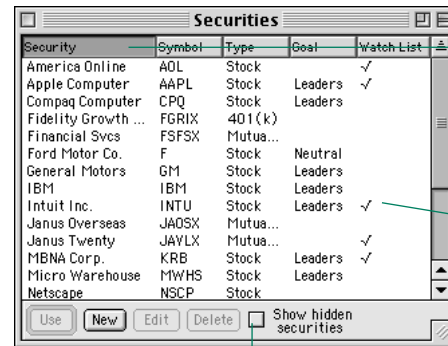 Securities
Security Symbol Type Goal Watch List
America Online AOL Stock √
Apple Computer AAPL Stock Leaders √
Compaq Computer CPQ Stock Leaders
Fidelity Growth ... FGRIX 401(k)
Financial Svcs FSFSX Mutua...
Ford Motor Co. F Stock Neutral
General Motors GM Stock Leaders
IBM IBM Stock Leaders
Intuit Inc. INTU Stock Leaders √
Janus Overseas JAOSX Mutua...
Janus Twenty JAVLX Mutua... √
MBNA Corp. KRB Stock Leaders √
Micro Warehouse MWHS Stock Leaders
Netscape NSCP Stock
Use New Edit Delete Show hidden
securities